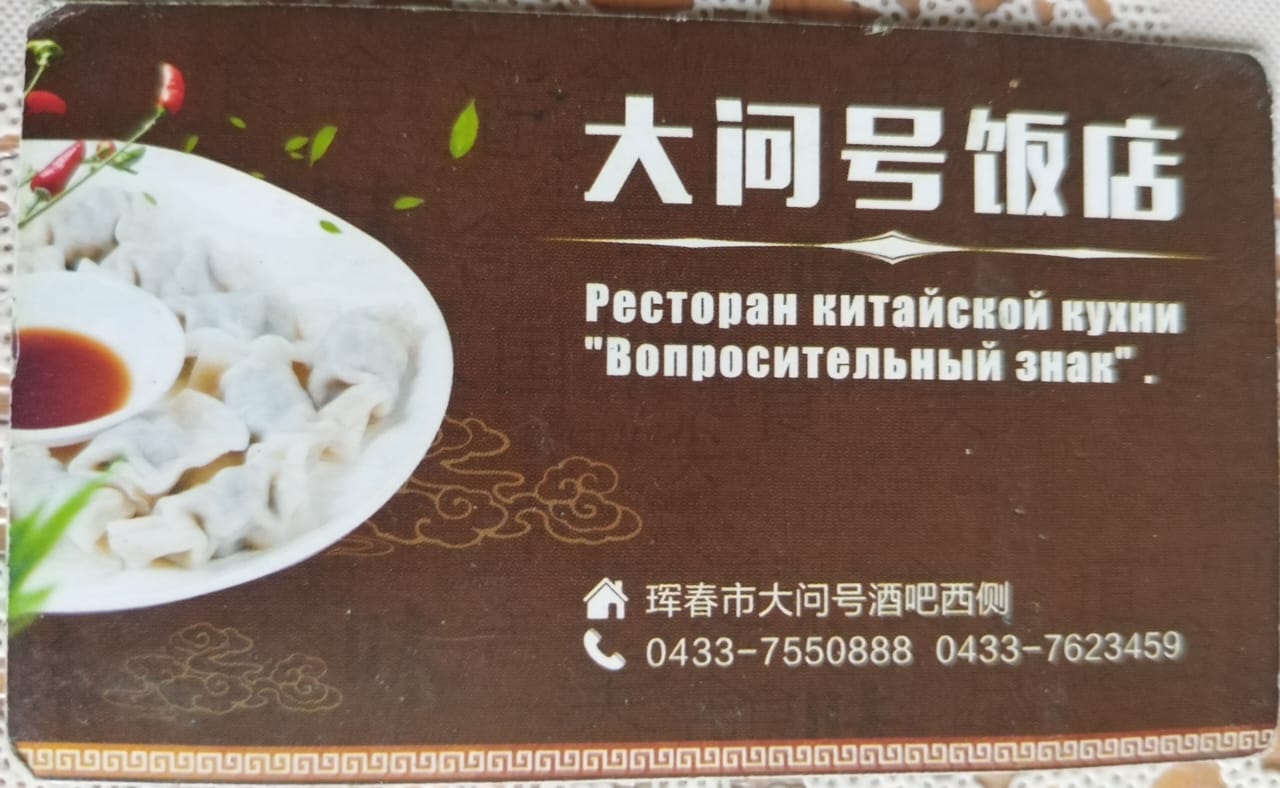 大问号饭店
Ресторан китайской кухни
"Вопросительный знак" .
珲春市大问号酒吧西侧
0433-7550888 0433-7623459